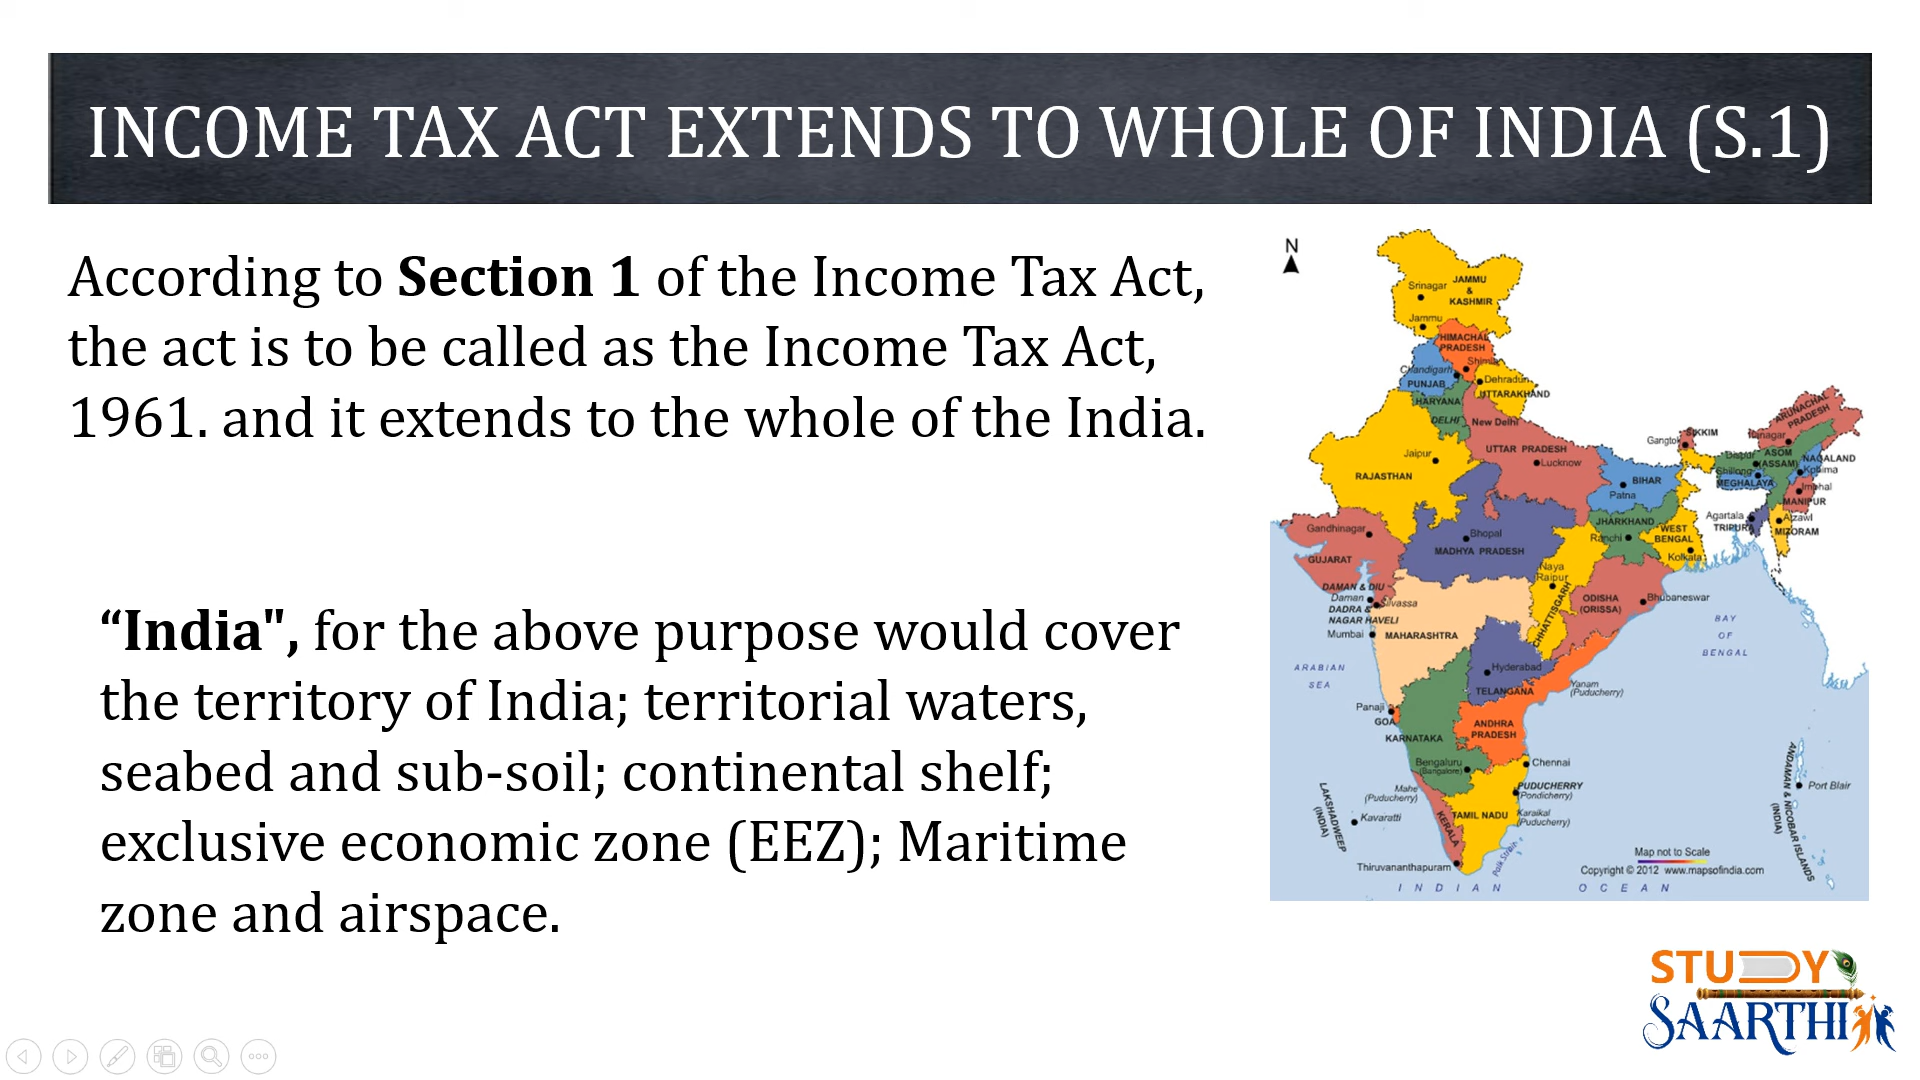 INCOME TAX ACT EXTENDS TO WHOLE OF INDIA (S.1)
According to Section 1 of the Income Tax Act,
the act is to be called as the Income Tax Act,
1961. and it extends to the whole of the India.
“India", for the above purpose would cover
the territory of India; territorial waters,
seabed and sub-soil; continental shelf;
exclusive economic zone (EEZ); Maritime
zone and airspace.
N
JAMMU
&
KASHMIR
Srinagar
Jammu
HIMACHAL
PRADESH
Shimla
Chandigarh
PUNJAB
Dehradun
UTTARAKHAND
HARYANA
DELHI
New Delhi
UTTAR PRADESH
Lucknow
Jaipur
RAJASTHAN
BIHAR
Patna
Gangtok
SIKKIM
ARUNACHAL
PRADESH
Itanagar
Dispur
ASOM
(ASSAM)
NAGALAND
Kohima
Shillong
MEGHALAYA
Imphal
MANIPUR
Agartala
TRIPURA
Aizawl
MIZORAM
Gandhinagar
GUJARAT
Bhopal
MADHYA PRADESH
JHARKHAND
Ranchi
WEST
BENGAL
Kolkata
Naya
Raipur
CHHATTISGARH
ODISHA
(ORISSA)
Bhubaneswar
DAMAN & DIU
Daman
Silvassa
DADRA &
NAGAR HAVELI
Mumbai
MAHARASHTRA
Hyderabad
TELANGANA
Yanam
(Puducherry)
BAY
OF
BENGAL
ARABIAN
SEA
Panaji
GOA
KARNATAKA
ANDHRA
PRADESH
Bengaluru
(Bangalore)
Chennai
Mahe
(Puducherry)
PUDUCHERRY
(Pondicherry)
Karaikal
(Puducherry)
TAMIL NADU
KERALA
LAKSHADWEEP
(INDIA)
Kavaratti
Thiruvananthapuram
Palk Strait
ANDAMAN & NICOBAR ISLANDS
(INDIA)
Port Blair
Map not to Scale
Copyright © 2012 www.mapsofindia.com
INDIAN OCEAN
STUDY
SAARTHI